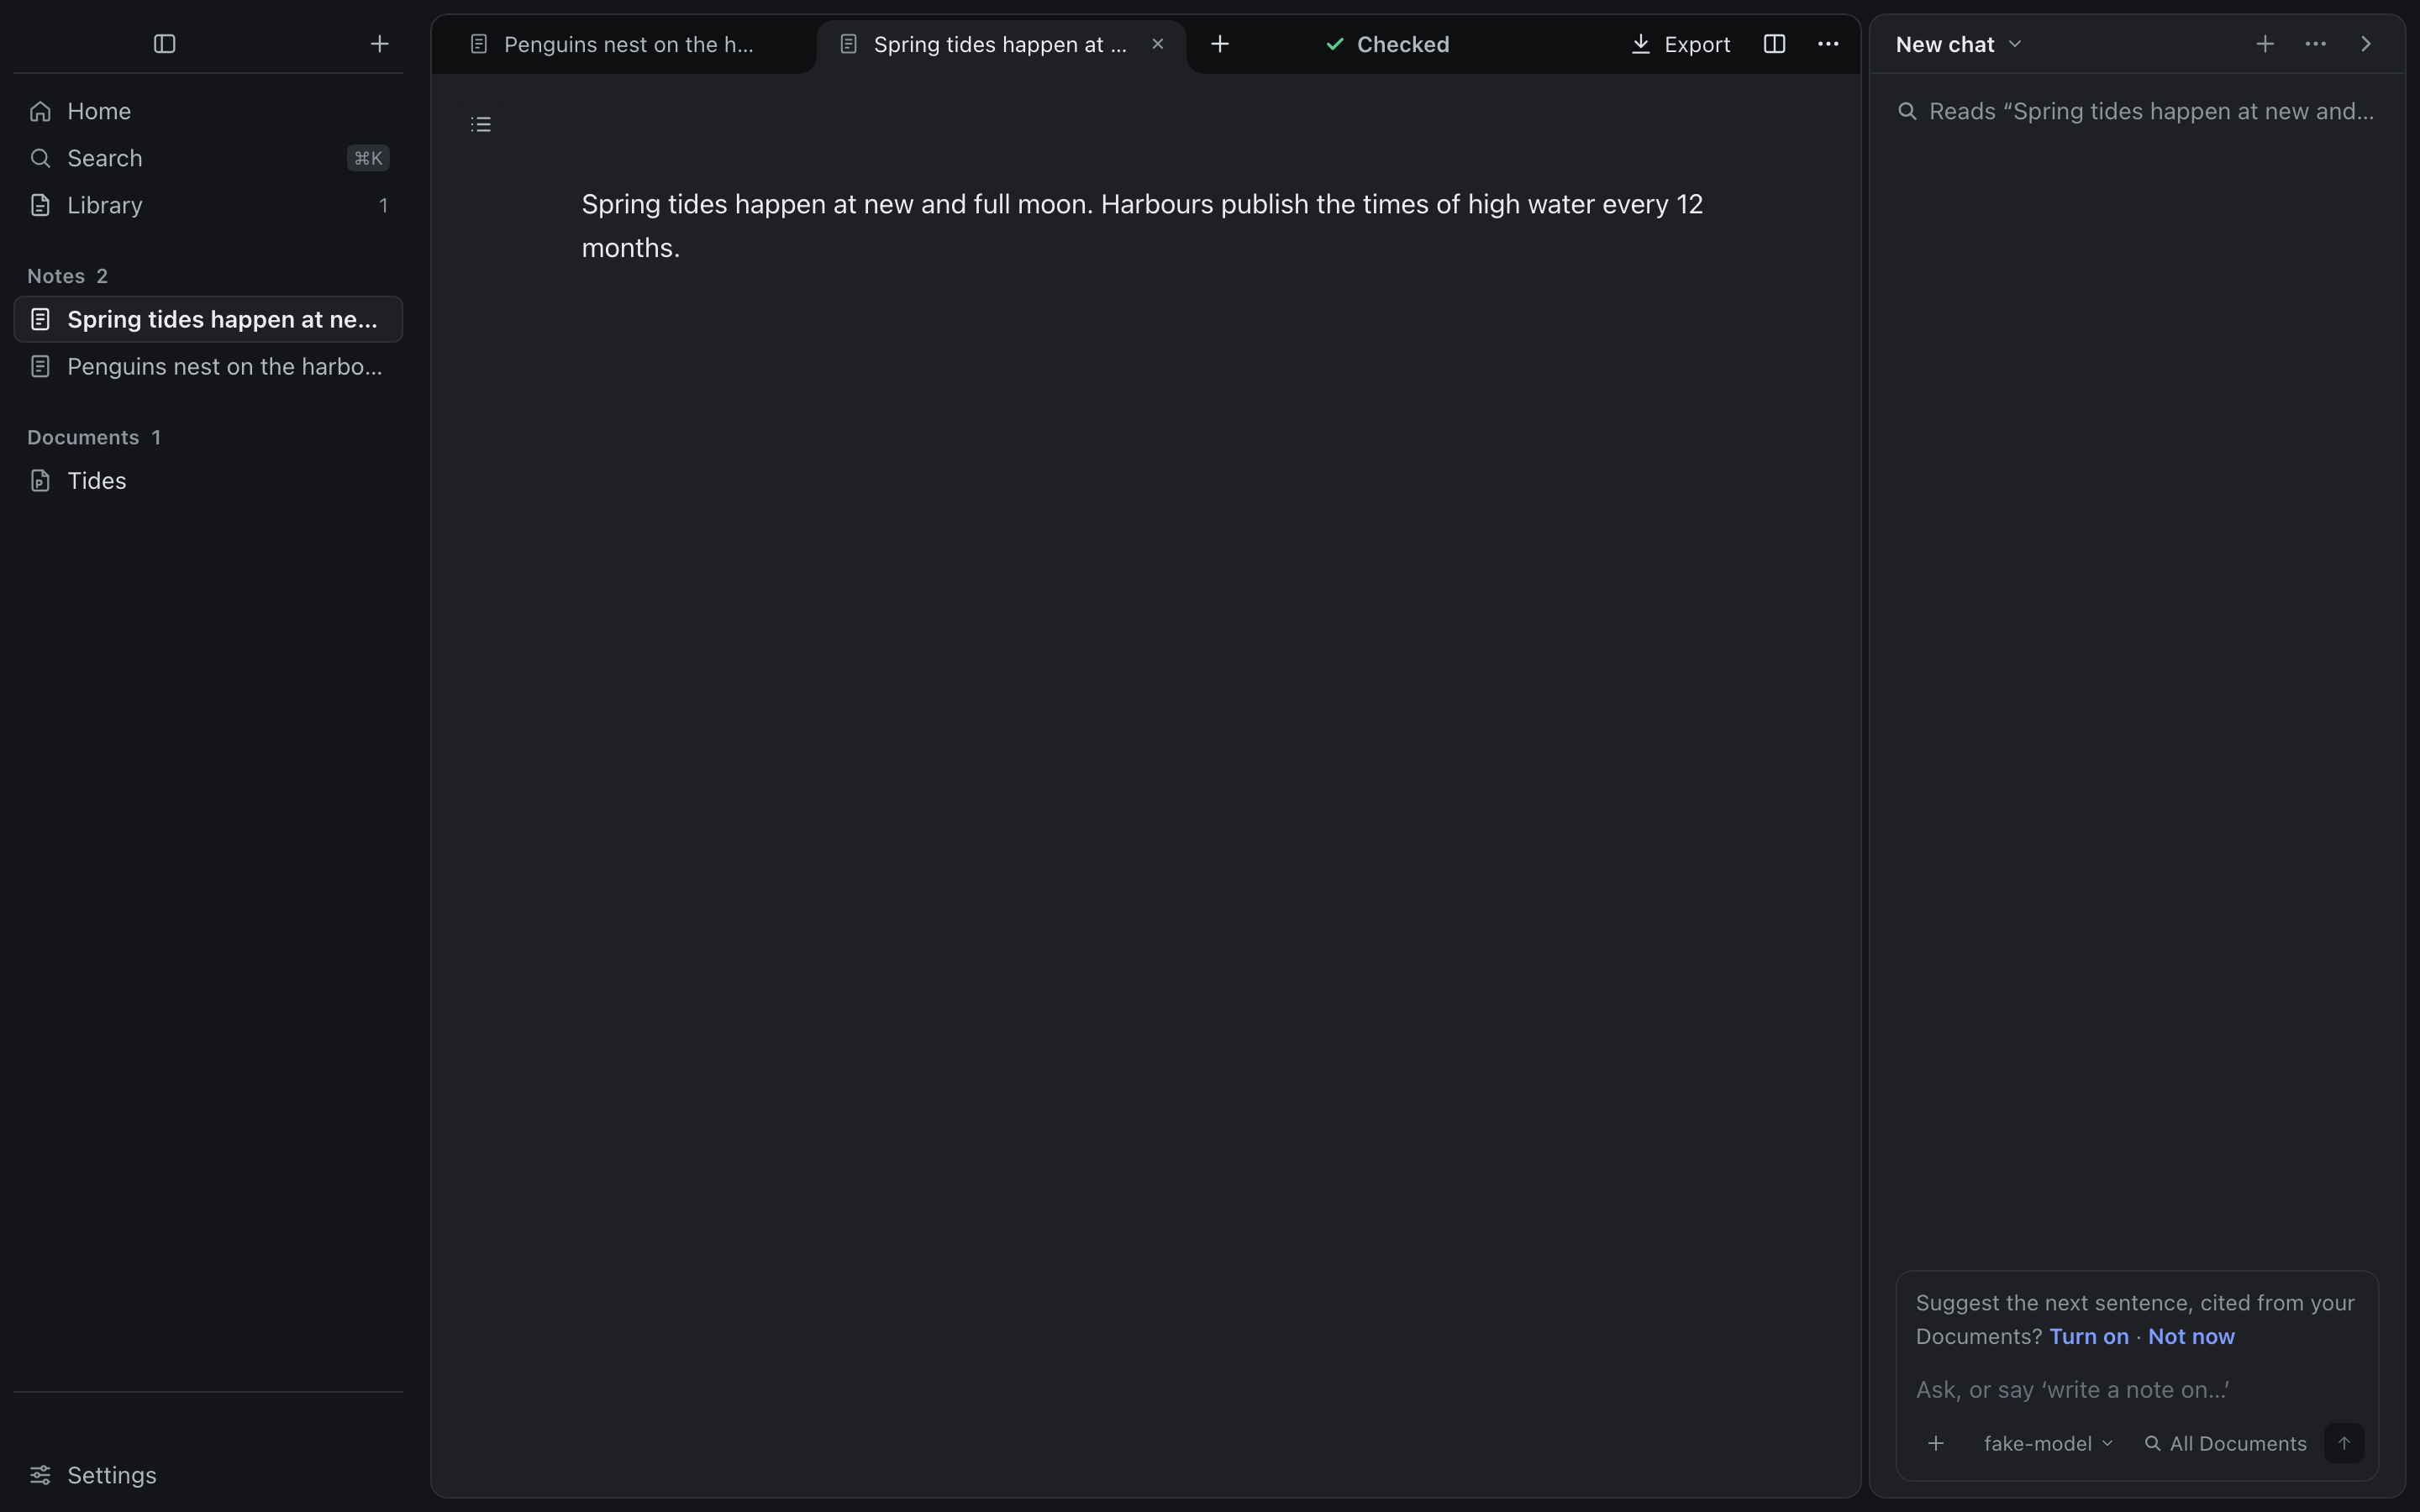 Home
Search ⌘K
Library 1
Notes 2
Spring tides happen at ne...
Penguins nest on the harbo...
Documents 1
Tides
Settings
Penguins nest on the h...
Spring tides happen at ...
Checked
Export
Spring tides happen at new and full moon. Harbours publish the times of high water every 12
months.
New chat
Reads “Spring tides happen at new and...
Suggest the next sentence, cited from your
Documents? Turn on · Not now
Ask, or say ‘write a note on...’
fake-model
All Documents